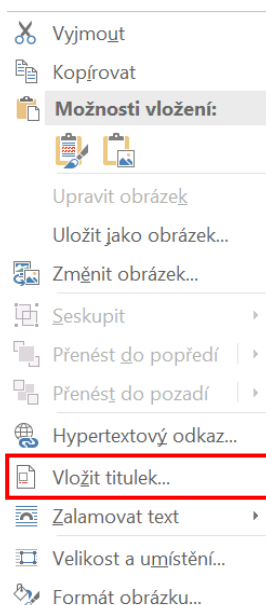 Vyjmout
Kopírovat
Možnosti vložení:
Upravit obrázek
Uložit jako obrázek...
Změnit obrázek...
Seskupit
Přenést do popředí
Přenést do pozadí
Hypertextový odkaz...
Vložit titulek...
Zalamovat text
Velikost a umístění...
Formát obrázku...